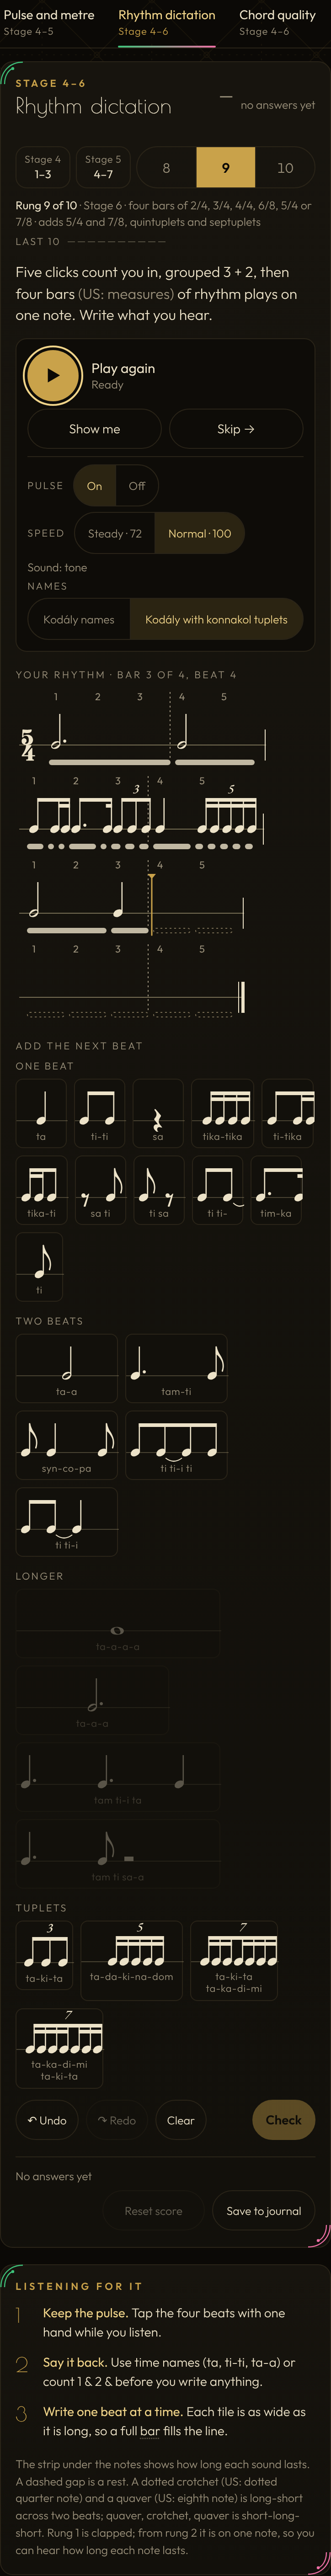 Pulse and metre Rhythm dictation Chord quality
Stage 4–5 Stage 4–6 Stage 4–6
STAGE 4–6
Rhythm dictation — no answers yet
Stage 4 Stage 5 8 9 10
1–3 4–7
Rung 9 of 10 · Stage 6 · four bars of 2/4, 3/4, 4/4, 6/8, 5/4 or
7/8 · adds 5/4 and 7/8, quintuplets and septuplets
LAST 10 – – – – – – – – – –
Five clicks count you in, grouped 3 + 2, then
four bars (US: measures) of rhythm plays on
one note. Write what you hear.
Play again
Ready
Show me Skip →
PULSE On Off
SPEED Steady · 72 Normal · 100
Sound: tone
NAMES
Kodály names Kodály with konnakol tuplets
YOUR RHYTHM · BAR 3 OF 4, BEAT 4
1 2 3 4 5
5
4
1 2 3 4 5
3 5
1 2 3 4 5
1 2 3 4 5
ADD THE NEXT BEAT
ONE BEAT
ta ti-ti sa tika-tika ti-tika
tika-ti sa ti ti sa ti ti- tim-ka
ti
TWO BEATS
ta-a tam-ti
syn-co-pa ti ti-i ti
ti ti-i
LONGER
ta-a-a-a
ta-a-a
tam ti-i ta
tam ti sa-a
TUPLETS
3 5 7
ta-ki-ta ta-da-ki-na-dom ta-ki-ta
ta-ka-di-mi
7
ta-ka-di-mi
ta-ki-ta
↶ Undo ↷ Redo Clear Check
No answers yet
Reset score Save to journal
LISTENING FOR IT
1 Keep the pulse. Tap the four beats with one
hand while you listen.
2 Say it back. Use time names (ta, ti-ti, ta-a) or
count 1 & 2 & before you write anything.
3 Write one beat at a time. Each tile is as wide as
it is long, so a full bar fills the line.
The strip under the notes shows how long each sound lasts.
A dashed gap is a rest. A dotted crotchet (US: dotted
quarter note) and a quaver (US: eighth note) is long-short
across two beats; quaver, crotchet, quaver is short-long-
short. Rung 1 is clapped; from rung 2 it is on one note, so you
can hear how long each note lasts.